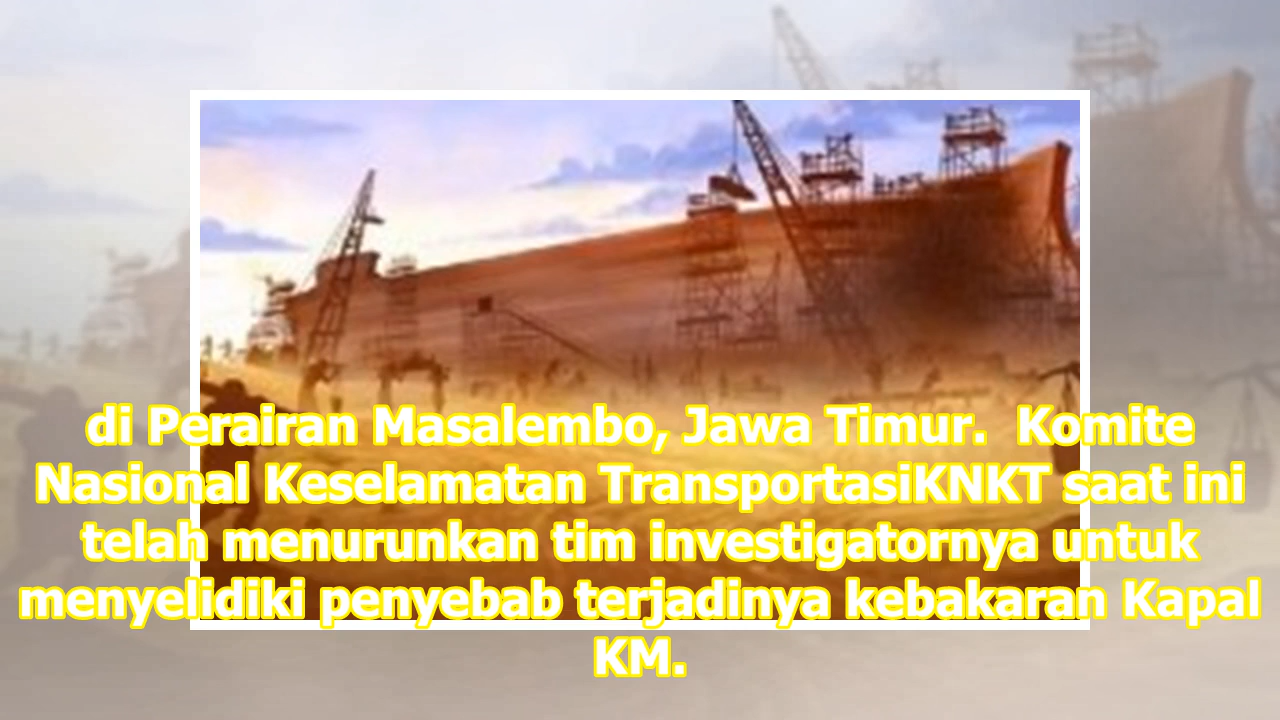 di Perairan Masalembo, Jawa Timur.  Komite
Nasional Keselamatan TransportasiKNKT saat ini
telah menurunkan tim investigatornya untuk
menyelidiki penyebab terjadinya kebakaran Kapal
KM.